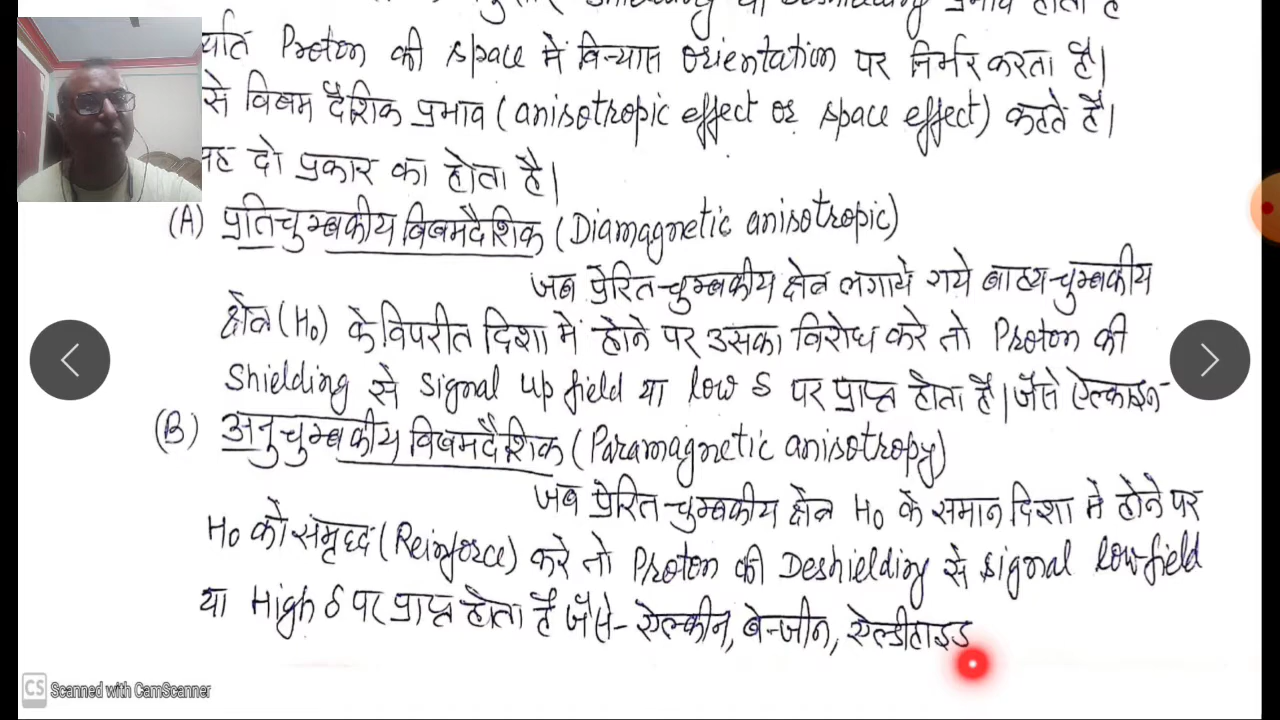 Proton की space में विन्यास orientation पर निर्भर करता है।
से विषम दैशिक प्रभाव (anisotropic effect or space effect) कहते है।
यह दो प्रकार का होता है।
(A) प्रतिचुम्बकीय विषमदैशिक (Diamagnetic anisotropic)
जब प्रेरित-चुम्बकीय क्षेत्र लगाये गये बाह्य-चुम्बकीय
क्षेत्र (H₀) के विपरीत दिशा में होने पर उसका विरोध करे तो Proton की
Shielding से signal up field या low δ पर प्राप्त होता है। जैसे ऐल्काइन-
(B) अनुचुम्बकीय विषमदैशिक (Paramagnetic anisotropy)
जब प्रेरित-चुम्बकीय क्षेत्र H₀ के समान दिशा में होने पर
H₀ को समृध्द (Reinforce) करे तो Proton की Deshielding से signal low-field
या High δ पर प्राप्त होता है जैसे- ऐल्कीन, बेन्जीन, ऐल्डीहाइड
CS Scanned with CamScanner